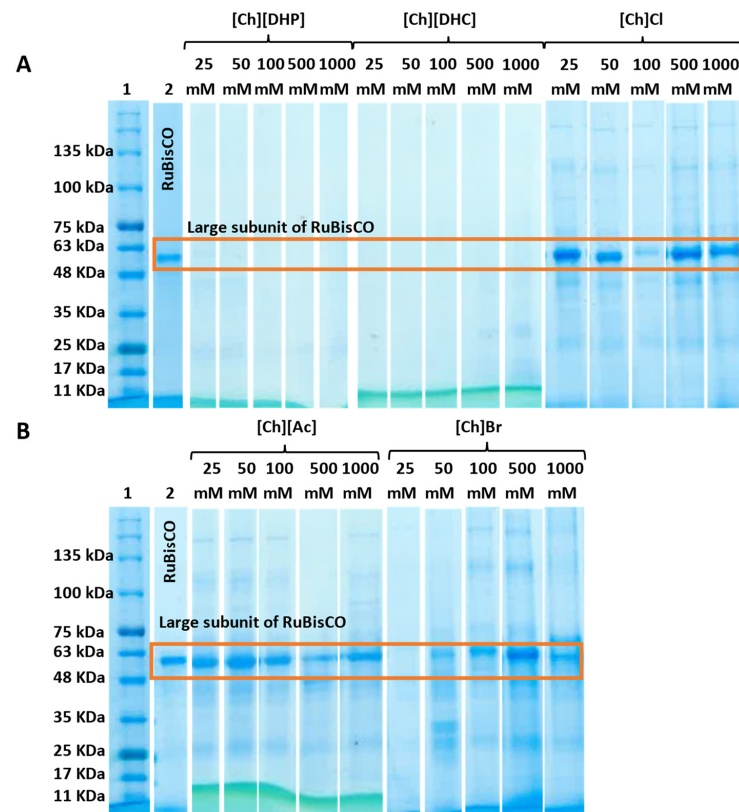 [Ch][DHP] [Ch][DHC] [Ch]Cl
A
25 50 100 500 1000 25 50 100 500 1000 25 50 100 500 1000
1 2 mM mM mM mM mM mM mM mM mM mM mM mM mM mM mM
RuBisCO
135 kDa
100 kDa
75 kDa
Large subunit of RuBisCO
63 kDa
48 KDa
35 KDa
25 KDa
17 KDa
11 KDa
B
[Ch][Ac] [Ch]Br
25 50 100 500 1000 25 50 100 500 1000
1 2 mM mM mM mM mM mM mM mM mM mM
RuBisCO
135 kDa
100 kDa
75 kDa
Large subunit of RuBisCO
63 KDa
48 KDa
35 KDa
25 KDa
17 KDa
11 KDa